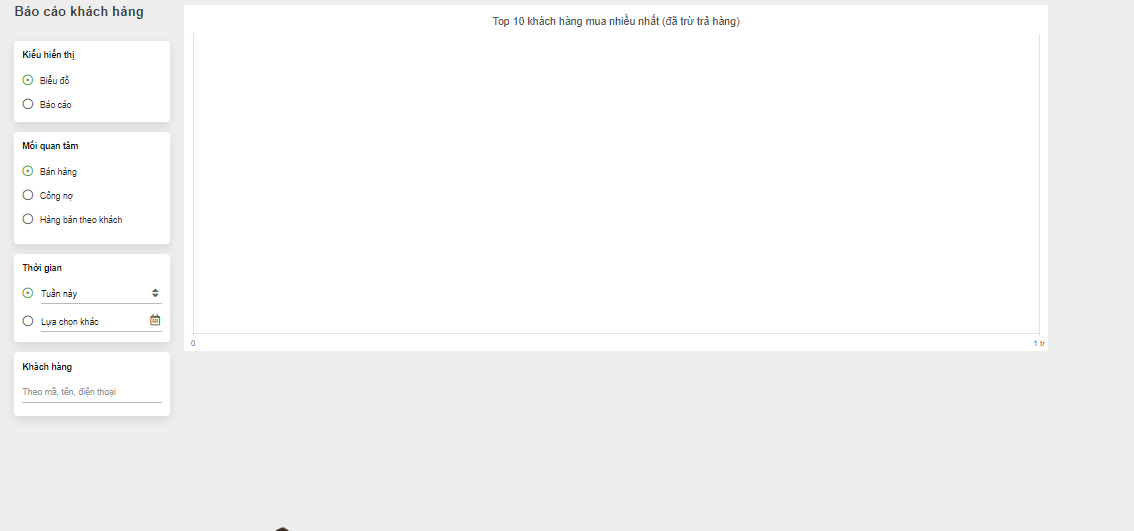 Báo cáo khách hàng
Kiểu hiển thị
Biểu đồ
Báo cáo
Mối quan tâm
Bán hàng
Công nợ
Hàng bán theo khách
Thời gian
Tuần này
Lựa chọn khác
Khách hàng
Theo mã, tên, điện thoại
Top 10 khách hàng mua nhiều nhất (đã trừ trả hàng)
0
1 tr